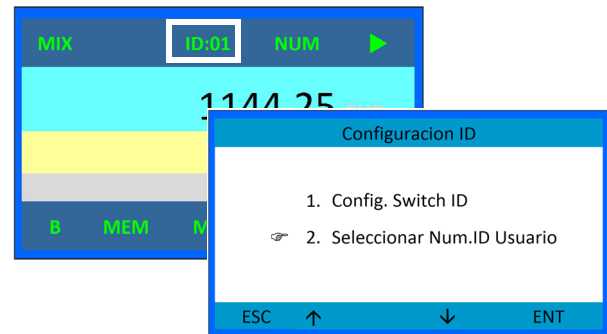 MIX ID:01 NUM
1144.25
Configuracion ID
1. Config. Switch ID
☞ 2. Seleccionar Num.ID Usuario
B MEM
ESC ↑ ↓ ENT